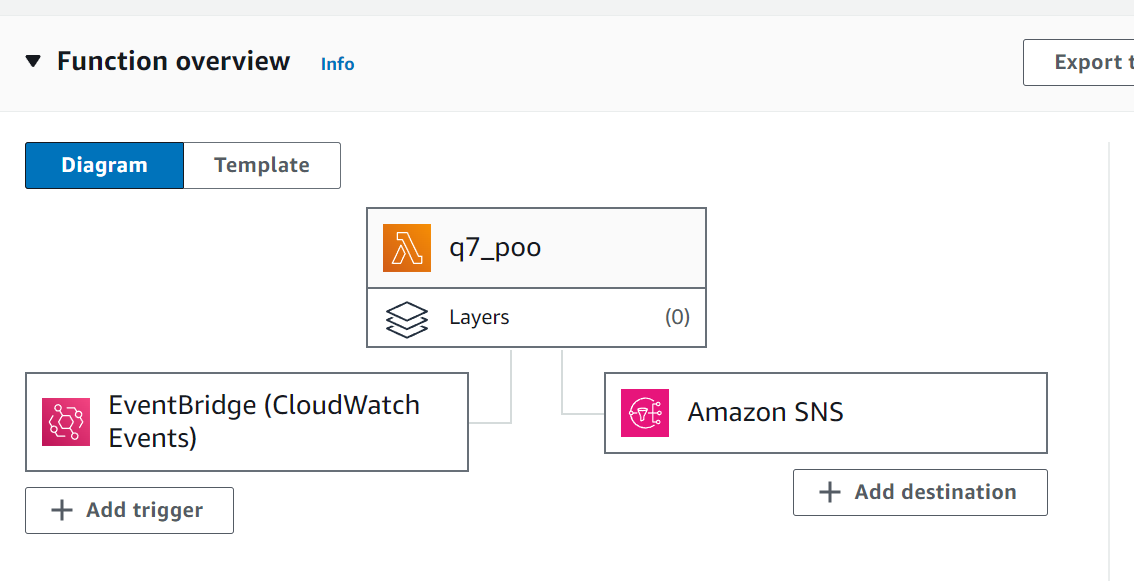 Function overview Info
Export t
Diagram Template
q7_poo
Layers (0)
EventBridge (CloudWatch
Events)
Amazon SNS
Add trigger
Add destination